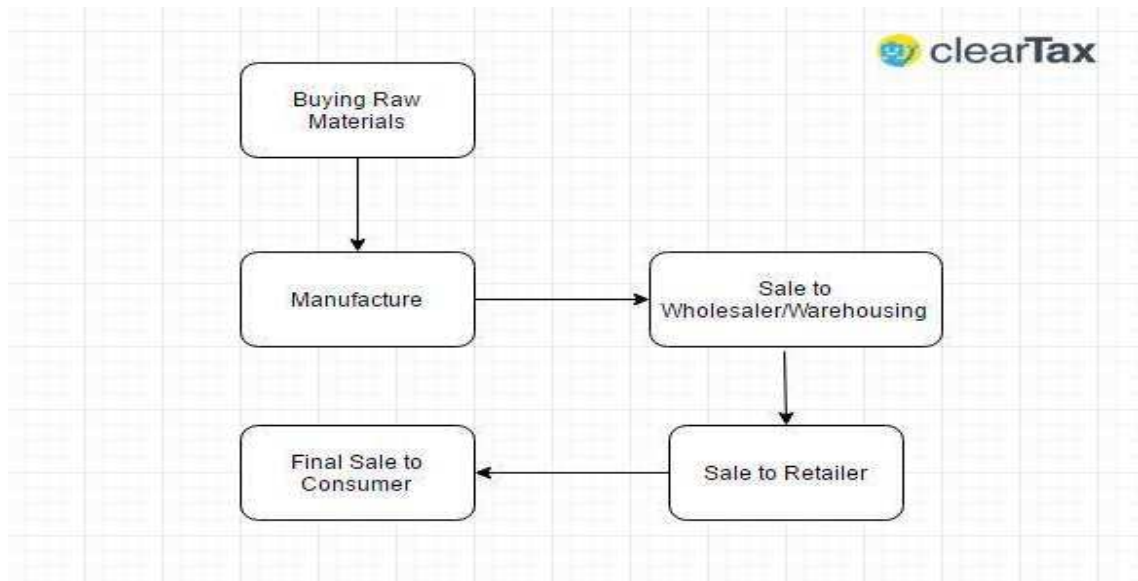 clearTax
Buying Raw
Materials
Manufacture
Sale to
Wholesaler/Warehousing
Sale to Retailer
Final Sale to
Consumer